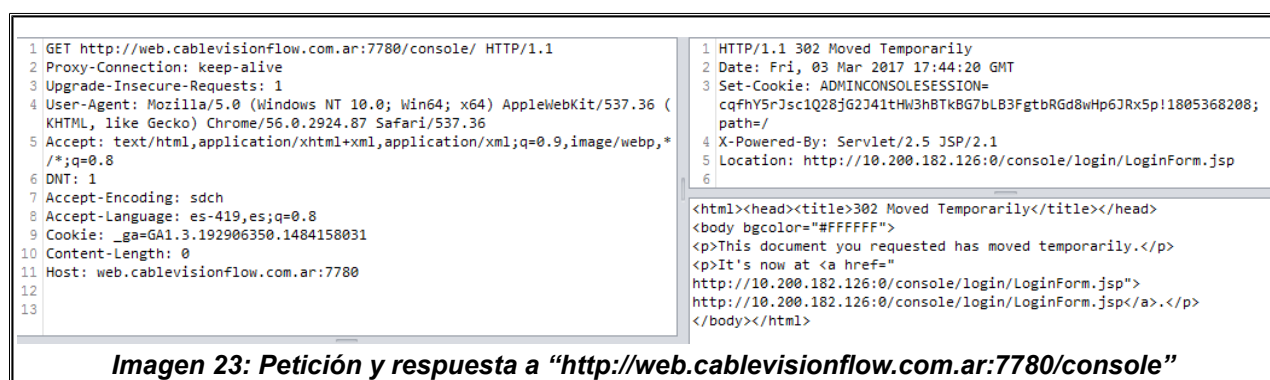 1 GET http://web.cablevisionflow.com.ar:7780/console/ HTTP/1.1
2 Proxy-Connection: keep-alive
3 Upgrade-Insecure-Requests: 1
4 User-Agent: Mozilla/5.0 (Windows NT 10.0; Win64; x64) AppleWebKit/537.36 (
KHTML, like Gecko) Chrome/56.0.2924.87 Safari/537.36
5 Accept: text/html,application/xhtml+xml,application/xml;q=0.9,image/webp,*
/*;q=0.8
6 DNT: 1
7 Accept-Encoding: sdch
8 Accept-Language: es-419,es;q=0.8
9 Cookie: _ga=GA1.3.192906350.1484158031
10 Content-Length: 0
11 Host: web.cablevisionflow.com.ar:7780
12
13
1 HTTP/1.1 302 Moved Temporarily
2 Date: Fri, 03 Mar 2017 17:44:20 GMT
3 Set-Cookie: ADMINCONSOLESESSION=
cqfhY5rJsc1Q28jG2J41tHW3hBTkBG7bLB3FgtbRGd8wHp6JRx5p!1805368208;
path=/
4 X-Powered-By: Servlet/2.5 JSP/2.1
5 Location: http://10.200.182.126:0/console/login/LoginForm.jsp
6
<html><head><title>302 Moved Temporarily</title></head>
<body bgcolor="#FFFFFF">
<p>This document you requested has moved temporarily.</p>
<p>It's now at <a href="
http://10.200.182.126:0/console/login/LoginForm.jsp">
http://10.200.182.126:0/console/login/LoginForm.jsp</a>.</p>
</body></html>
Imagen 23: Petición y respuesta a “http://web.cablevisionflow.com.ar:7780/console”